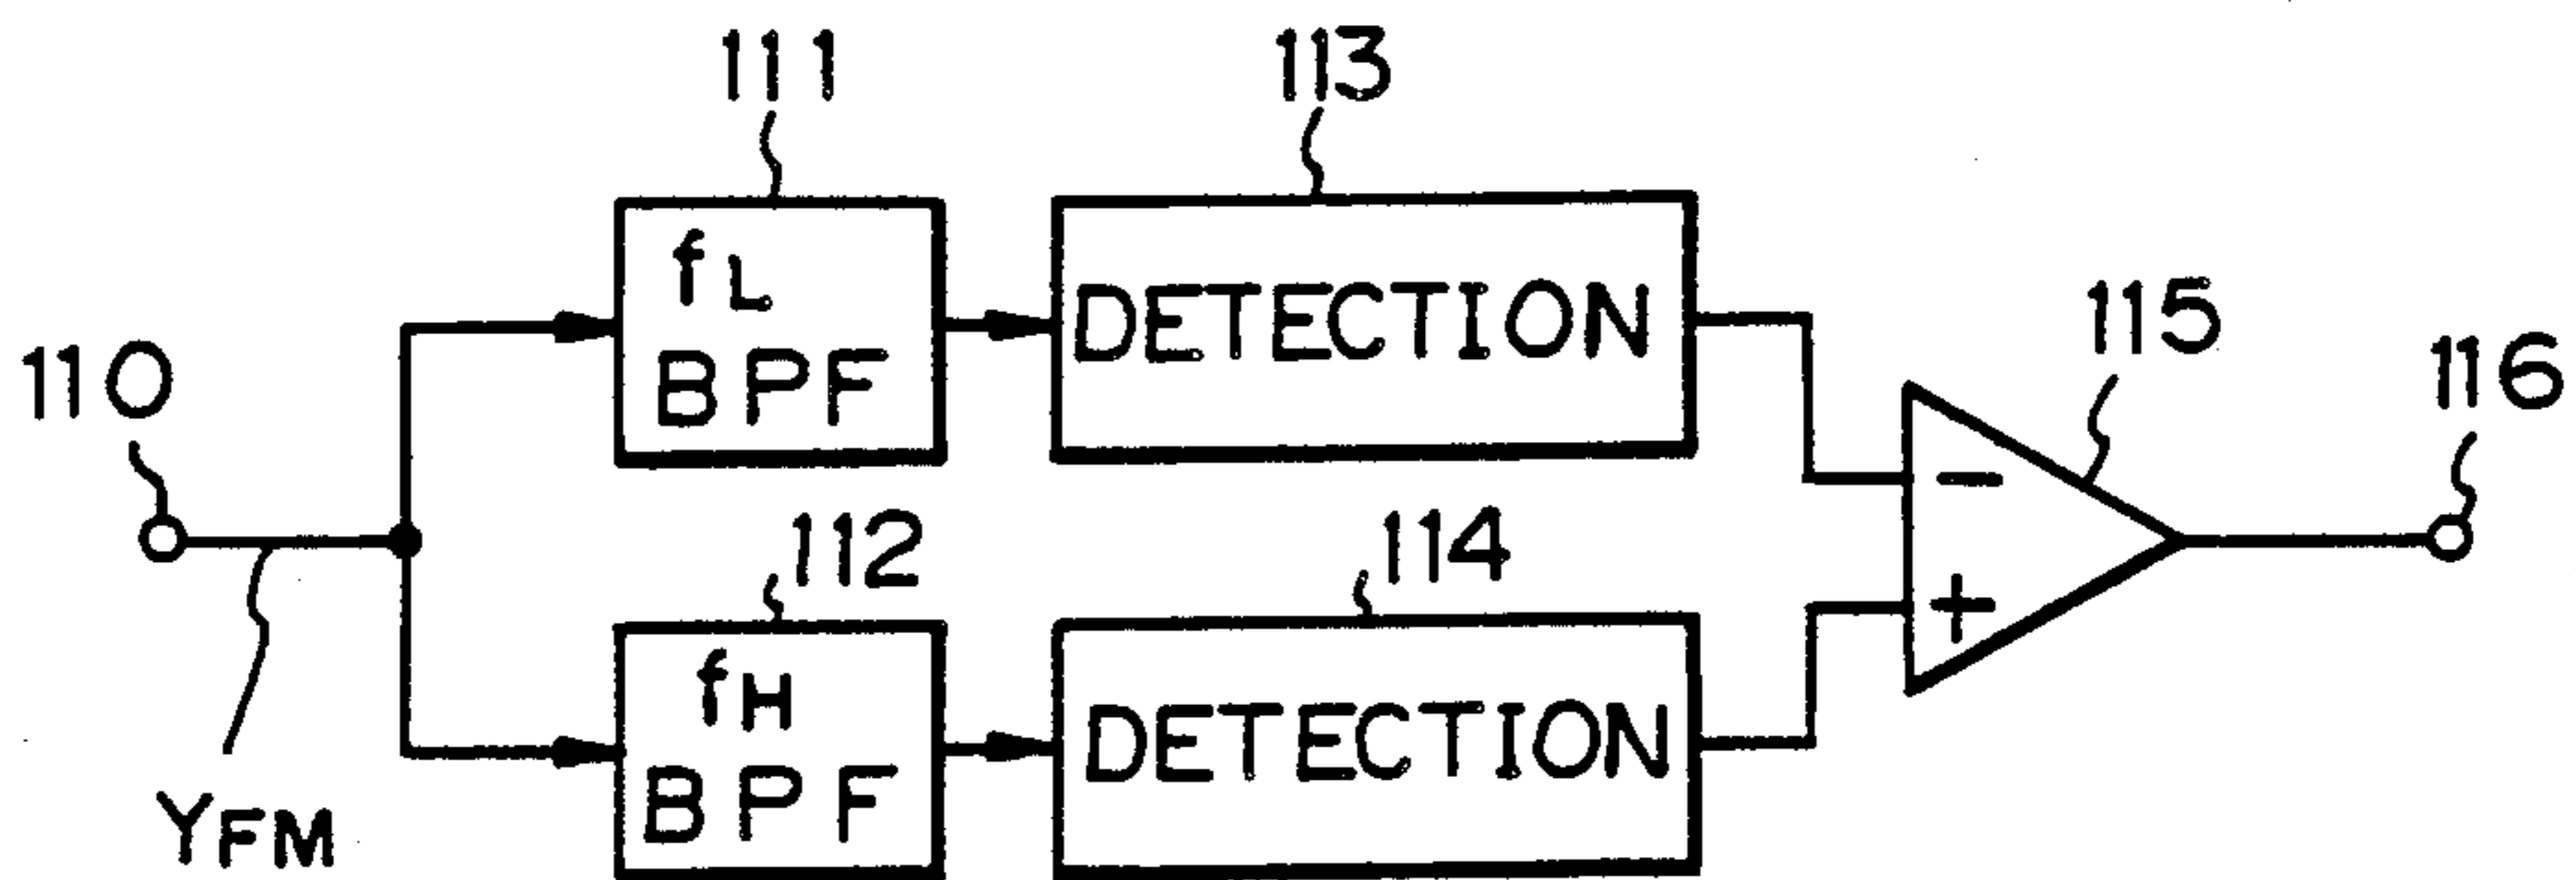 111
113
fL
BPF
DETECTION
115
110
116
-
+
112
114
fH
BPF
DETECTION
YFM